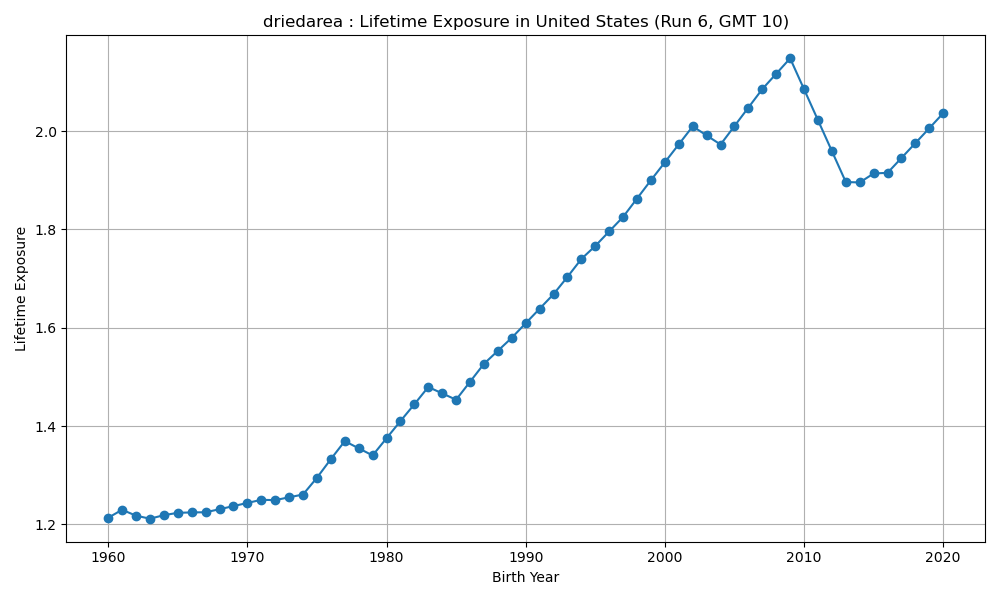 driedarea : Lifetime Exposure in United States (Run 6, GMT 10)
Lifetime Exposure
2.0
1.8
1.6
1.4
1.2
1960 1970 1980 1990 2000 2010 2020
Birth Year